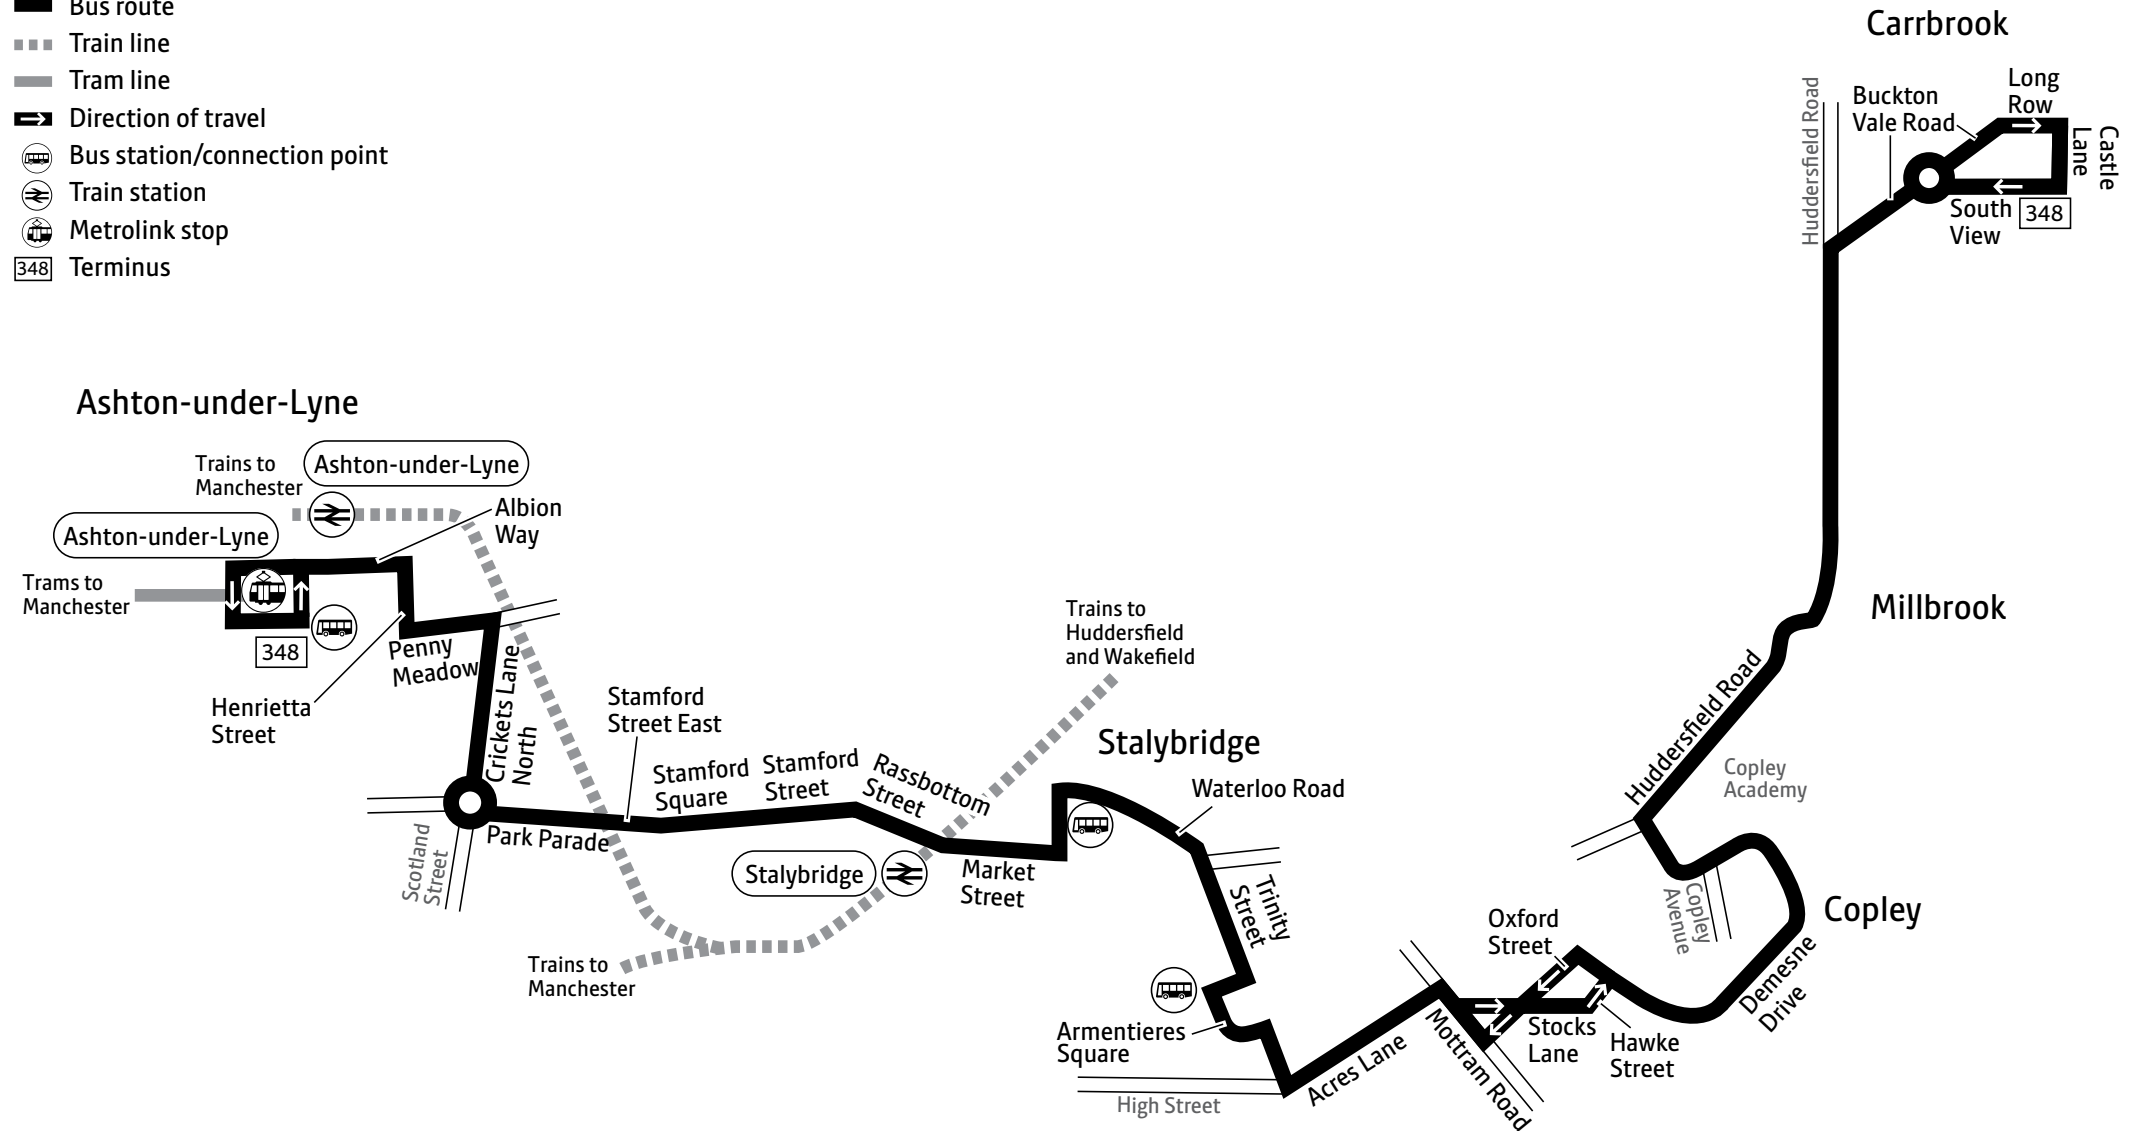 Bus route
Train line
Tram line
Direction of travel
Bus station/connection point
Train station
Metrolink stop
348
Terminus
Carrbrook
Huddersfield Road
Buckton
Vale Road
Long
Row
Castle
Lane
South
View
348
Ashton-under-Lyne
Trains to
Manchester
Ashton-under-Lyne
Ashton-under-Lyne
Albion
Way
Trams to
Manchester
348
Penny
Meadow
Henrietta
Street
Crickets Lane
North
Scotland
Street
Park Parade
Stamford
Street East
Stamford
Square
Stamford
Street
Rassbottom
Street
Trains to
Huddersfield
and Wakefield
Stalybridge
Waterloo Road
Stalybridge
Market
Street
Trains to
Manchester
Trinity
Street
Armentieres
Square
High Street
Acres Lane
Mottram Road
Oxford
Street
Stocks
Lane
Hawke
Street
Demesne
Drive
Copley
Copley
Avenue
Copley
Academy
Huddersfield Road
Millbrook